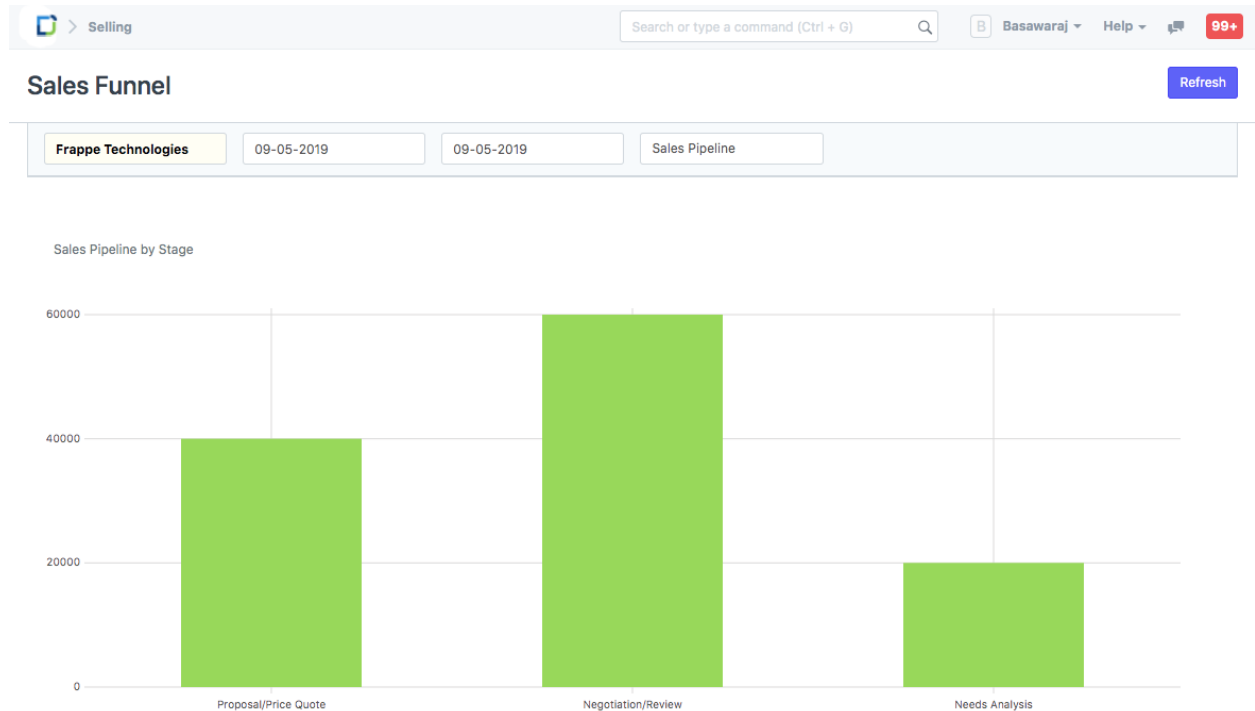 Selling Search or type a command (Ctrl + G) B Basawaraj Help 99+
Sales Funnel Refresh
Frappe Technologies 09-05-2019 09-05-2019 Sales Pipeline
Sales Pipeline by Stage
60000
40000
20000
0
Proposal/Price Quote Negotiation/Review Needs Analysis